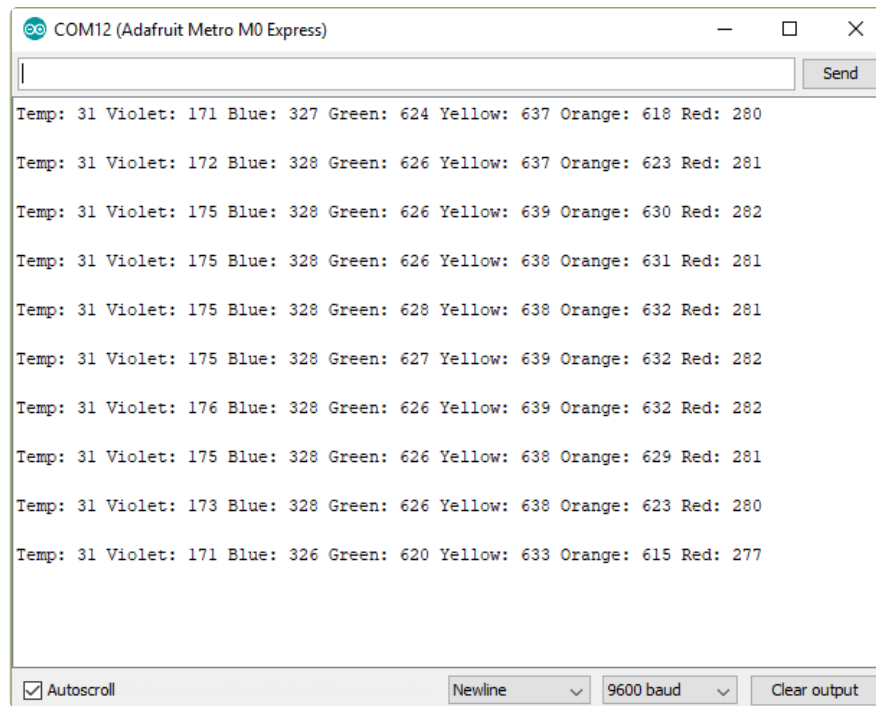 COM12 (Adafruit Metro M0 Express)
Send
Temp: 31 Violet: 171 Blue: 327 Green: 624 Yellow: 637 Orange: 618 Red: 280
Temp: 31 Violet: 172 Blue: 328 Green: 626 Yellow: 637 Orange: 623 Red: 281
Temp: 31 Violet: 175 Blue: 328 Green: 626 Yellow: 639 Orange: 630 Red: 282
Temp: 31 Violet: 175 Blue: 328 Green: 626 Yellow: 638 Orange: 631 Red: 281
Temp: 31 Violet: 175 Blue: 328 Green: 628 Yellow: 638 Orange: 632 Red: 281
Temp: 31 Violet: 175 Blue: 328 Green: 627 Yellow: 639 Orange: 632 Red: 282
Temp: 31 Violet: 176 Blue: 328 Green: 626 Yellow: 639 Orange: 632 Red: 282
Temp: 31 Violet: 175 Blue: 328 Green: 626 Yellow: 638 Orange: 629 Red: 281
Temp: 31 Violet: 173 Blue: 328 Green: 626 Yellow: 638 Orange: 623 Red: 280
Temp: 31 Violet: 171 Blue: 326 Green: 620 Yellow: 633 Orange: 615 Red: 277
Autoscroll Newline 9600 baud Clear output